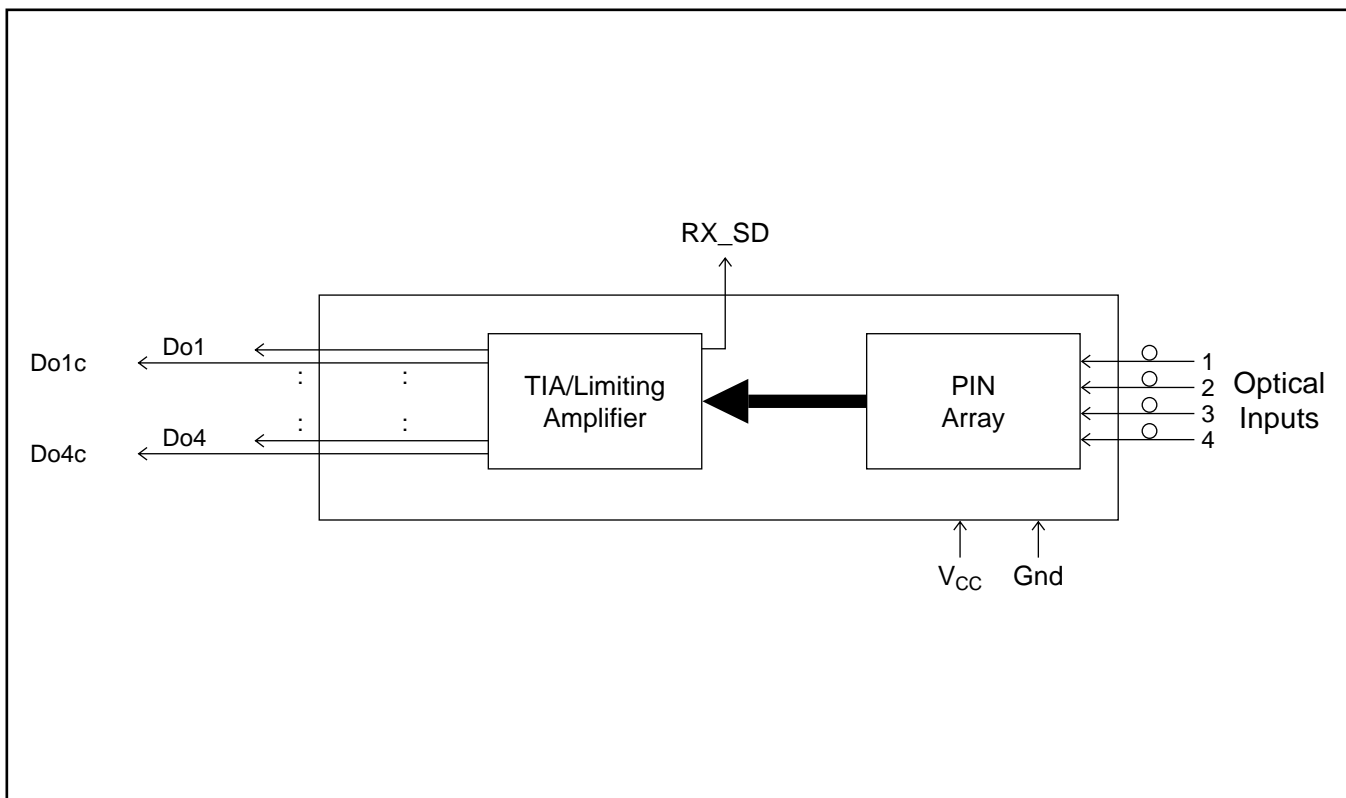 RX_SD
Do1c
Do1
:
:
TIA/Limiting
Amplifier
:
:
Do4c
Do4
PIN
Array
1
2
3
4
Optical
Inputs
VCC
Gnd